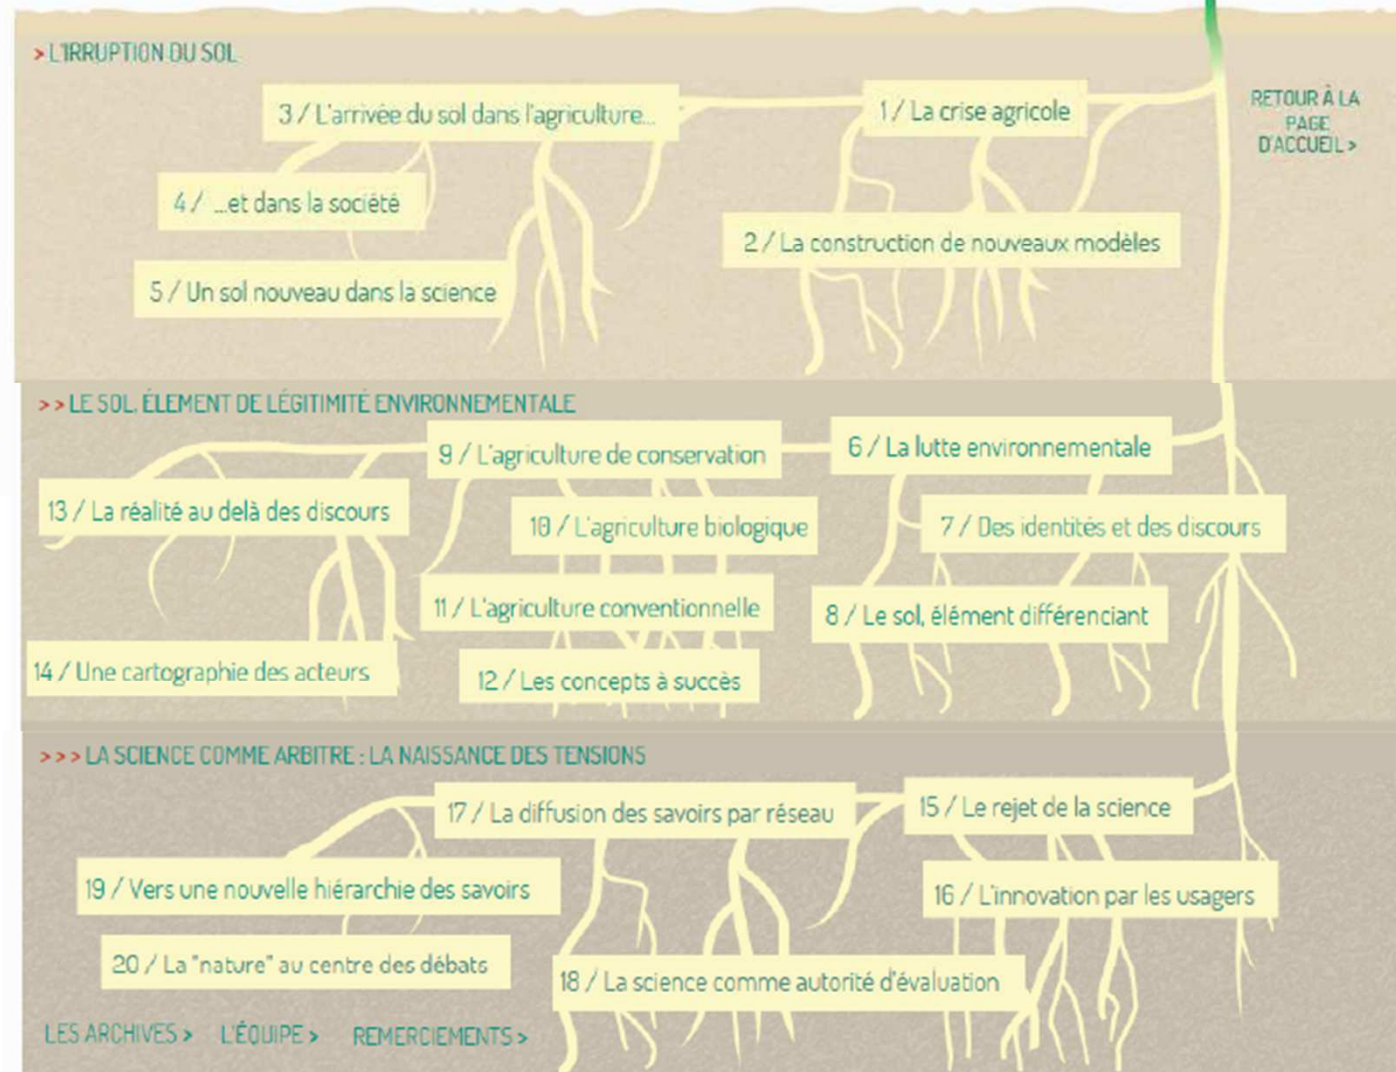 > L'IRRUPTION DU SOL
RETOUR À LA
PAGE
D'ACCUEIL >
1 / La crise agricole
2 / La construction de nouveaux modèles
3 / L'arrivée du sol dans l'agriculture...
4 / ...et dans la société
5 / Un sol nouveau dans la science
> > LE SOL, ÉLEMENT DE LÉGITIMITÉ ENVIRONNEMENTALE
6 / La lutte environnementale
7 / Des identités et des discours
8 / Le sol, élément différenciant
9 / L'agriculture de conservation
10 / L'agriculture biologique
11 / L'agriculture conventionnelle
12 / Les concepts à succès
13 / La réalité au delà des discours
14 / Une cartographie des acteurs
> > > LA SCIENCE COMME ARBITRE : LA NAISSANCE DES TENSIONS
15 / Le rejet de la science
16 / L'innovation par les usagers
17 / La diffusion des savoirs par réseau
18 / La science comme autorité d'évaluation
19 / Vers une nouvelle hiérarchie des savoirs
20 / La "nature" au centre des débats
LES ARCHIVES > L'ÉQUIPE > REMERCIEMENTS >